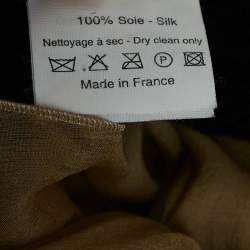 100% Soie - Silk
Nettoyage à sec - Dry clean only
Made in France